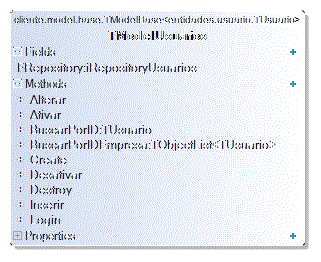 cliente.model.base.TModelBase<entidades.usuario.TUsuario>
TModelUsuarios
Fields
FRepository:iRepositoryUsuarios
Methods
Alterar
Ativar
BuscarPorID:TUsuario
BuscarPorIDEmpresa:TObjectList<TUsuario>
Create
Desativar
Destroy
Inserir
Login
Properties